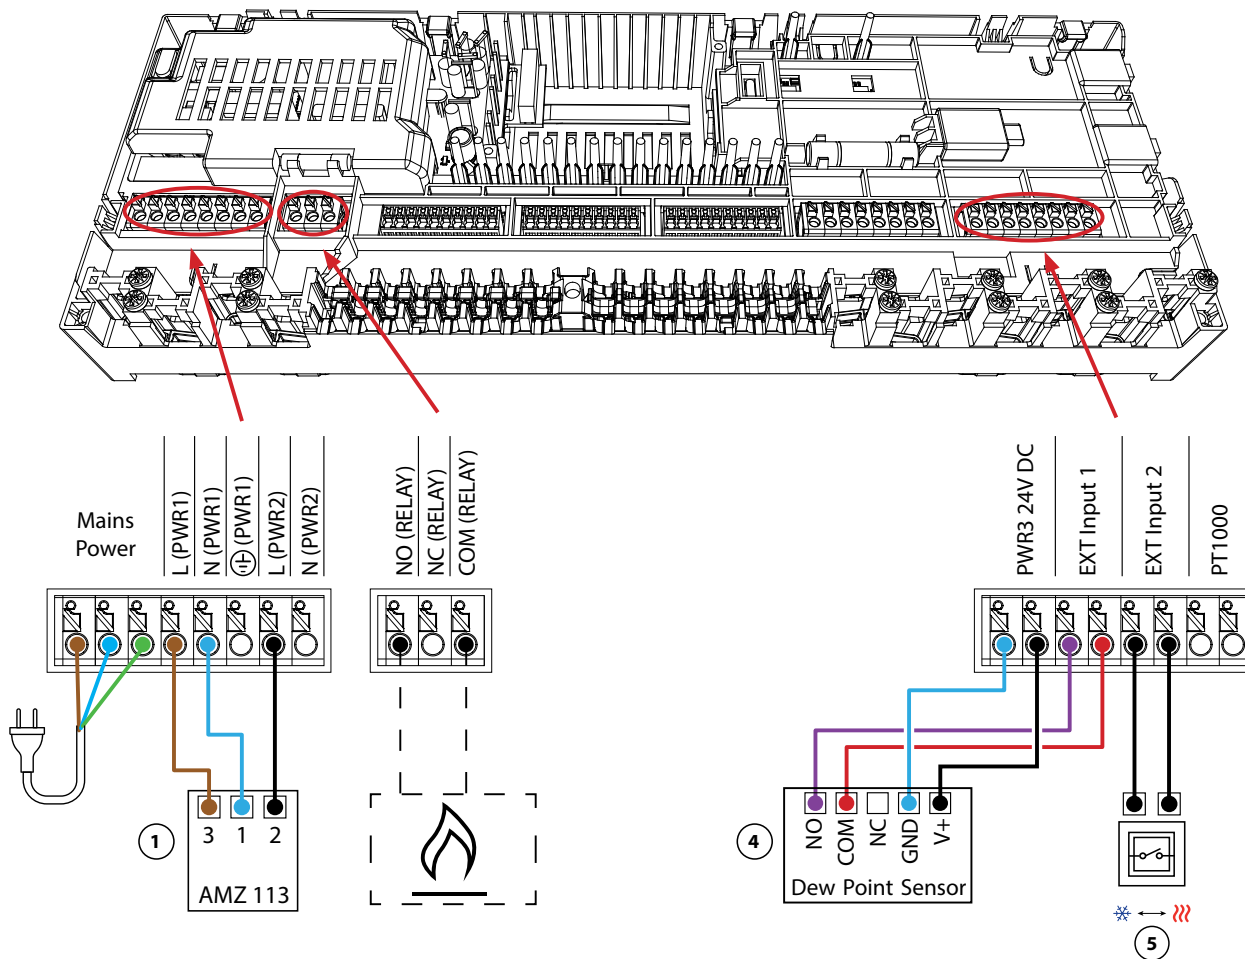 Mains
Power
L (PWR1)
N (PWR1)
(PWR1)
L (PWR2)
N (PWR2)
NO (RELAY)
NC (RELAY)
COM (RELAY)
PWR3 24V DC
EXT Input 1
EXT Input 2
PT1000
1
3 1 2
AMZ 113
4
NO
COM
NC
GND
V+
Dew Point Sensor
5